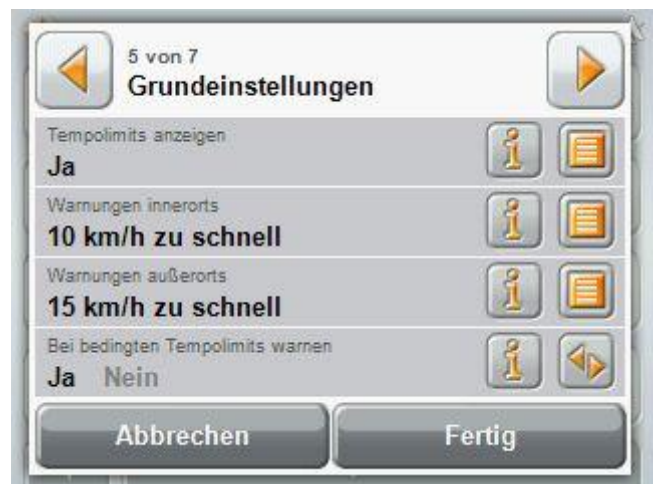 5 von 7
Grundeinstellungen
Tempolimits anzeigen
Ja
Warnungen innerorts
10 km/h zu schnell
Warnungen außerorts
15 km/h zu schnell
Bei bedingten Tempolimits warnen
Ja Nein
Abbrechen Fertig